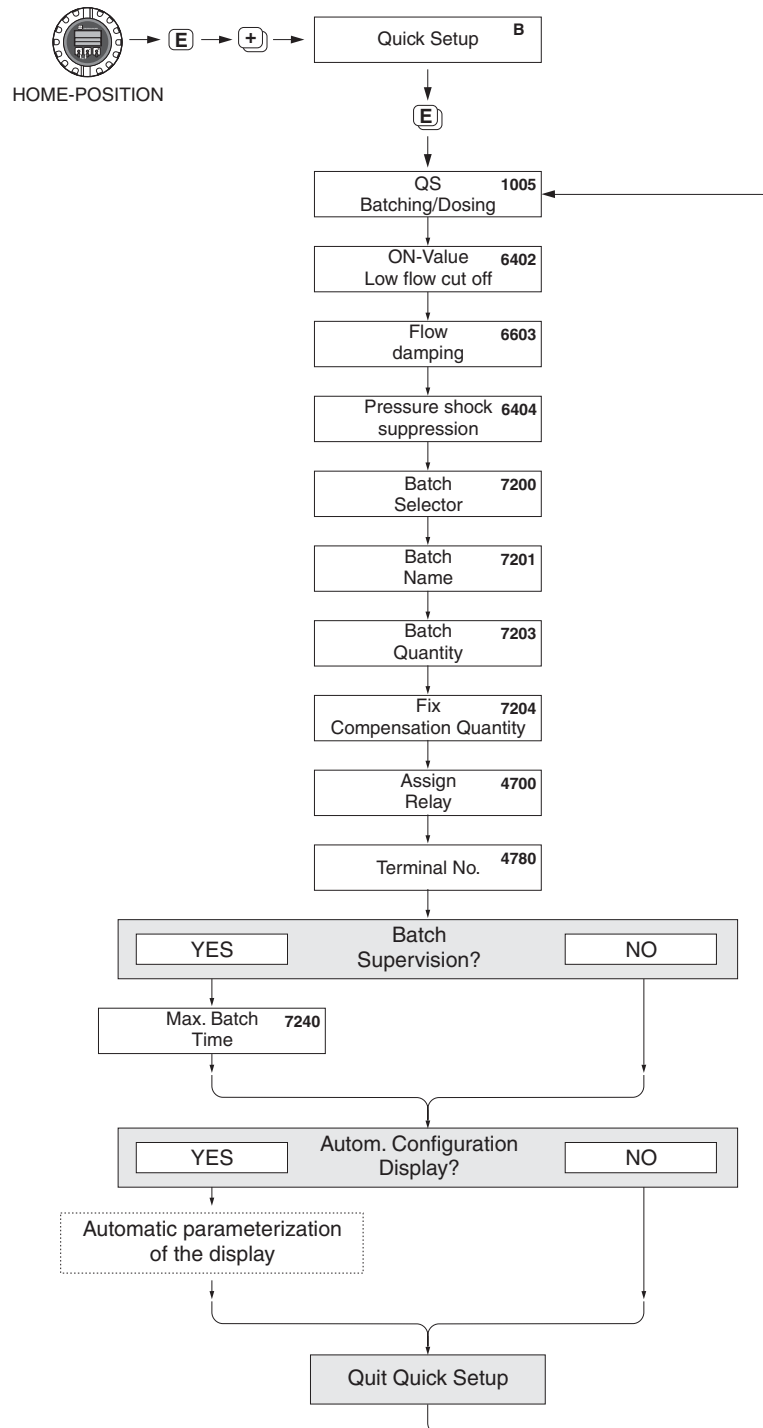 E
+
Quick Setup B
HOME-POSITION
E
QS 1005
Batching/Dosing
ON-Value 6402
Low flow cut off
Flow 6603
damping
Pressure shock 6404
suppression
Batch 7200
Selector
Batch 7201
Name
Batch 7203
Quantity
Fix 7204
Compensation Quantity
Assign 4700
Relay
Terminal No. 4780
YES
Batch
Supervision?
NO
Max. Batch 7240
Time
YES
Autom. Configuration
Display?
NO
Automatic parameterization
of the display
Quit Quick Setup